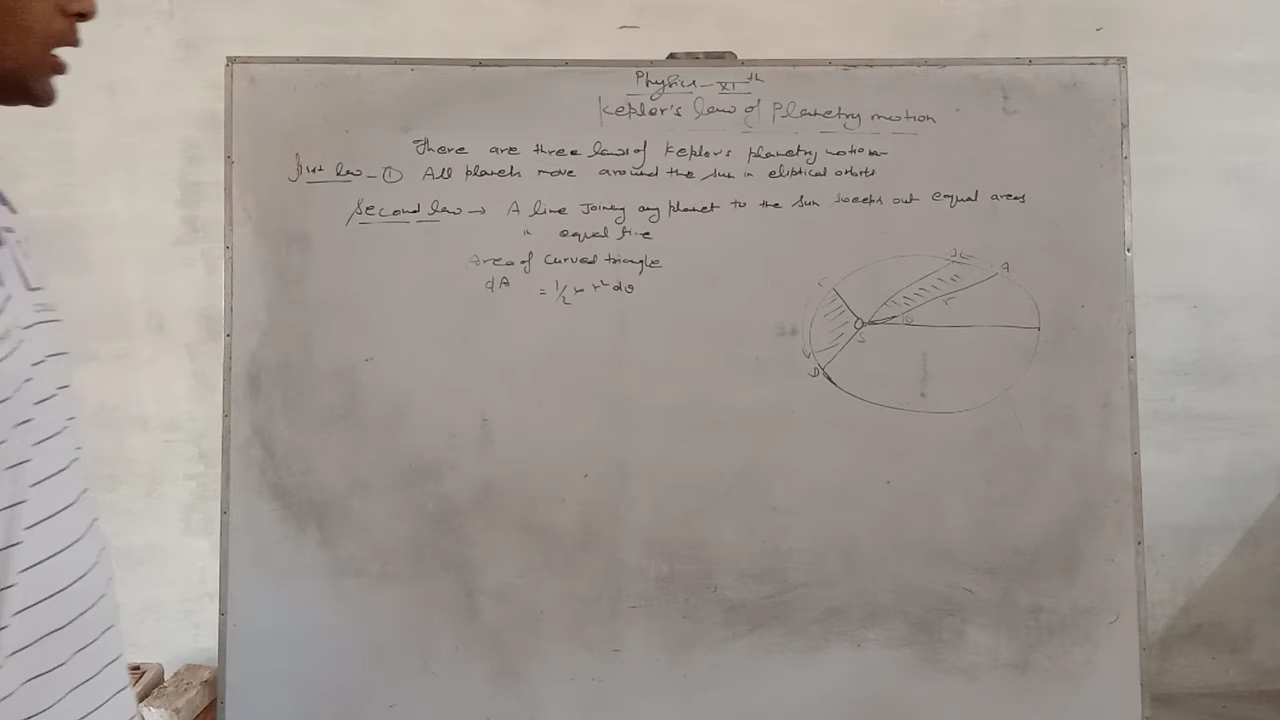 Physics - XIth
Kepler's law of Planetry motion
There are three laws of Kepler's planetry motion
First law - ① All planets move around the sun in eliptical orbits
Second law → A line Joining any planet to the sun sweeps out equal areas
in equal time
Area of curved triangle
dA = 1/2 r r² dθ
A
r
S